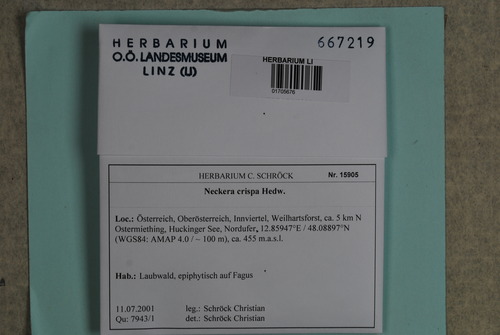 HERBARIUM
O.Ö. LANDESMUSEUM
LINZ (LI)
667219
HERBARIUM LI
01705676
HERBARIUM C. SCHRÖCK Nr. 15905
Neckera crispa Hedw.
Loc.: Österreich, Oberösterreich, Innviertel, Weilhartsforst, ca. 5 km N
Ostermiething, Huckinger See, Nordufer, 12.85947°E / 48.08897°N
(WGS84: AMAP 4.0 / ~ 100 m), ca. 455 m.a.s.l.
Hab.: Laubwald, epiphytisch auf Fagus
11.07.2001 leg.: Schröck Christian
Qu: 7943/1 det.: Schröck Christian